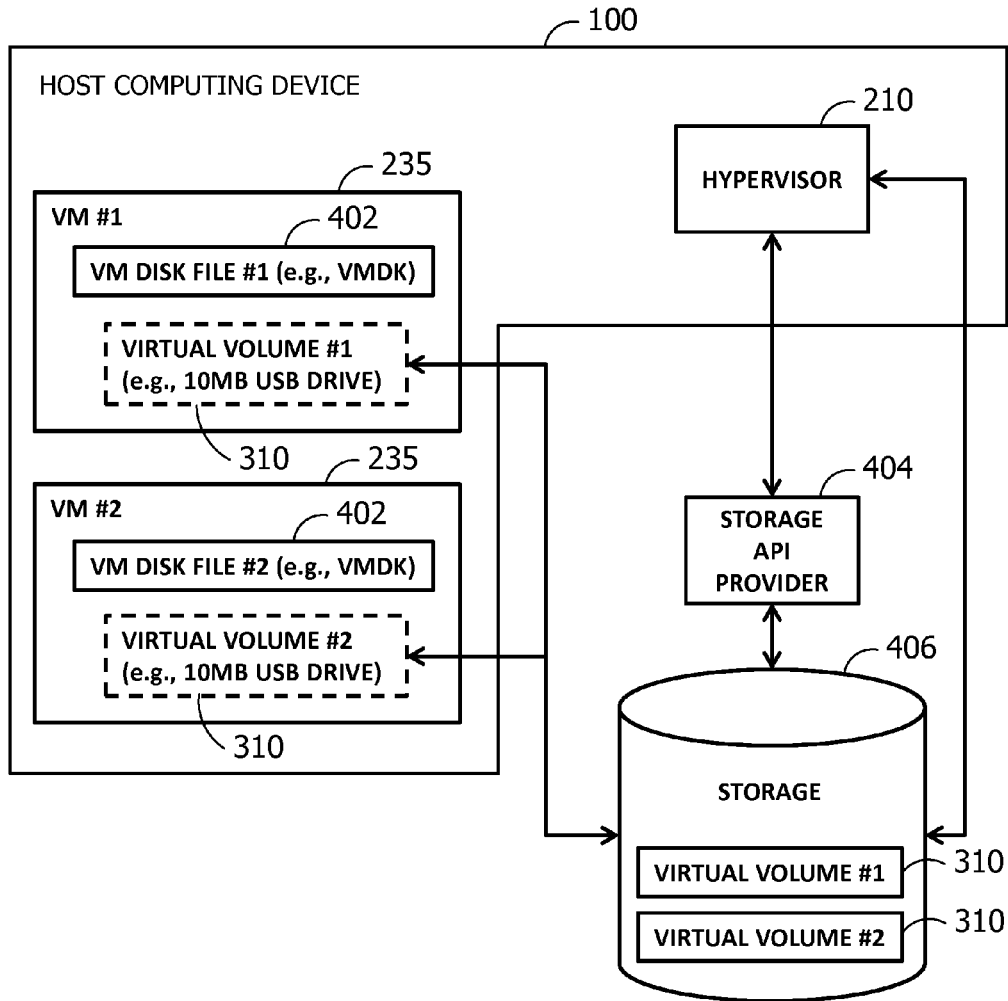 100
HOST COMPUTING DEVICE
210
HYPERVISOR
235
VM #1
402
VM DISK FILE #1 (e.g., VMDK)
VIRTUAL VOLUME #1
(e.g., 10MB USB DRIVE)
310
235
VM #2
402
VM DISK FILE #2 (e.g., VMDK)
VIRTUAL VOLUME #2
(e.g., 10MB USB DRIVE)
310
404
STORAGE
API
PROVIDER
406
STORAGE
VIRTUAL VOLUME #1
310
VIRTUAL VOLUME #2
310